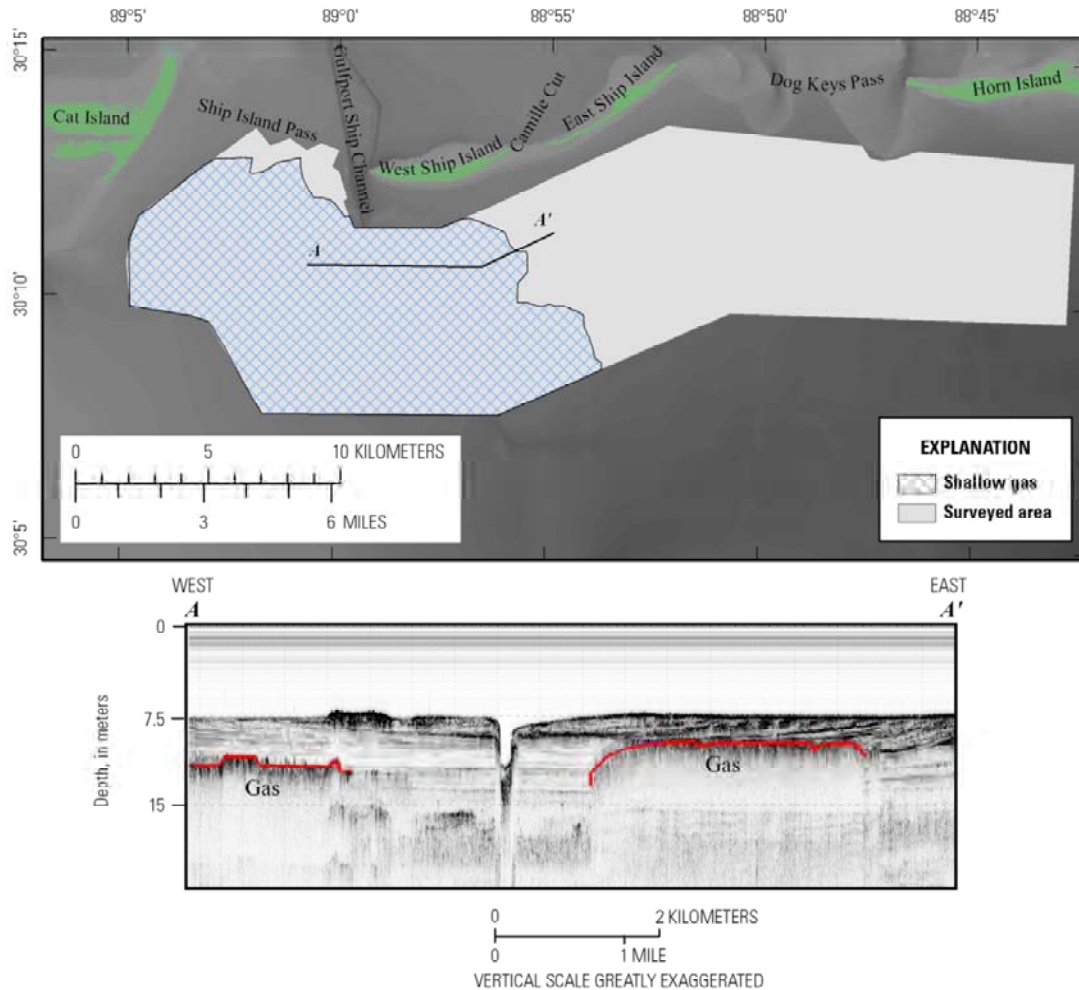 89°5' 89°0' 88°55' 88°50' 88°45'
30°15'
30°10'
30°5'
Cat Island
Ship Island Pass
Gulfport Ship Channel
West Ship Island
Camille Cut
East Ship Island
Dog Keys Pass
Horn Island
A
A'
0 5 10 KILOMETERS
0 3 6 MILES
EXPLANATION
Shallow gas
Surveyed area
WEST EAST
A A'
0
7.5
15
Depth, in meters
Gas
Gas
0 2 KILOMETERS
0 1 MILE
VERTICAL SCALE GREATLY EXAGGERATED